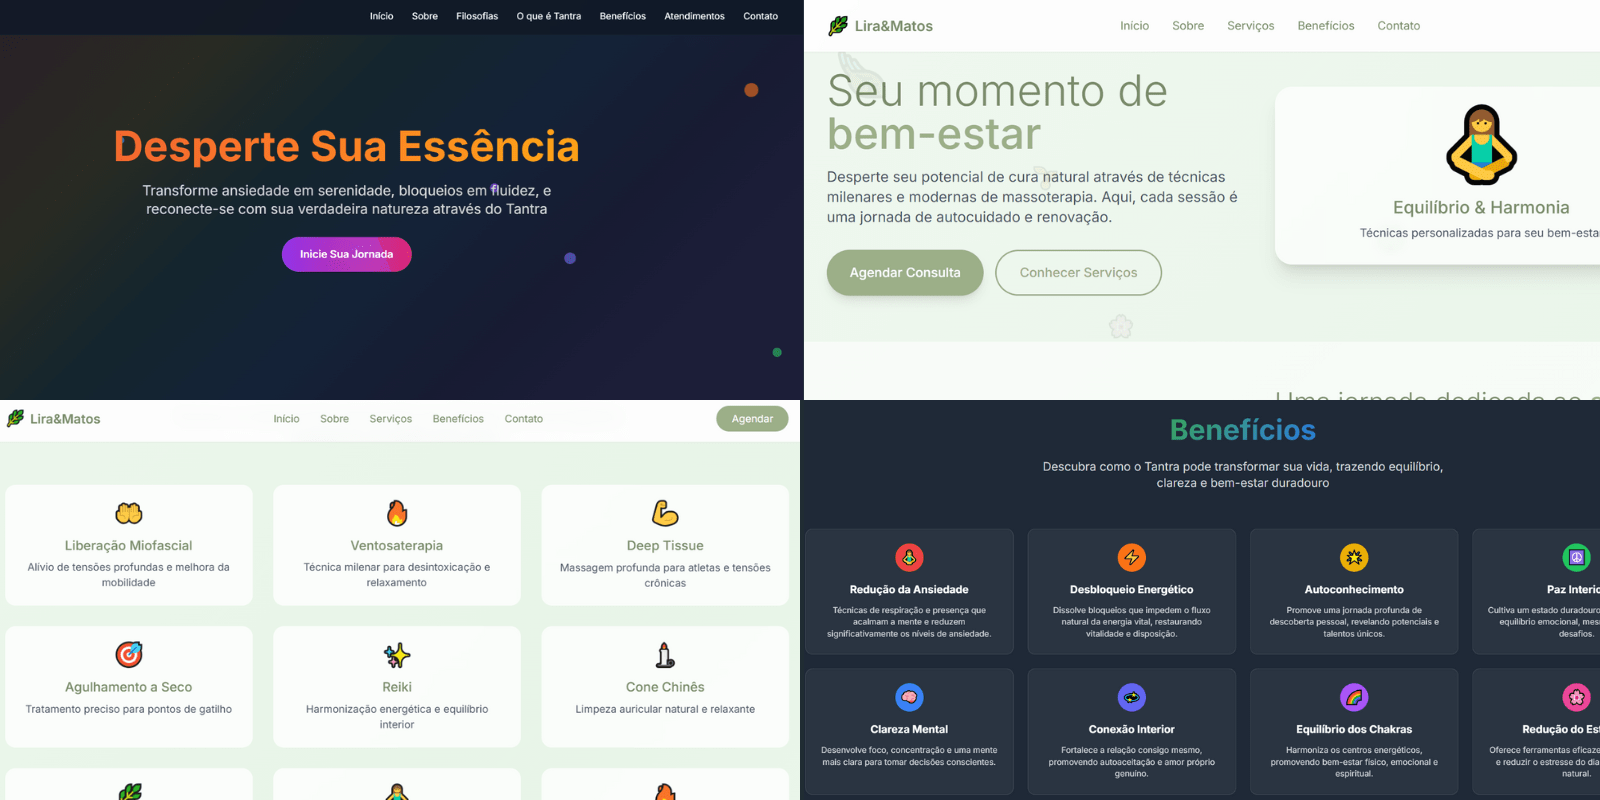 Início Sobre Filosofias O que é Tantra Benefícios Atendimentos Contato
Desperte Sua Essência
Transforme ansiedade em serenidade, bloqueios em fluidez, e
reconecte-se com sua verdadeira natureza através do Tantra
Inicie Sua Jornada
Lira&Matos
Início Sobre Serviços Benefícios Contato
Seu momento de
bem-estar
Desperte seu potencial de cura natural através de técnicas
milenares e modernas de massoterapia. Aqui, cada sessão é
uma jornada de autocuidado e renovação.
Agendar Consulta
Conhecer Serviços
Equilíbrio & Harmonia
Técnicas personalizadas para seu bem-estar
Lira&Matos
Início Sobre Serviços Benefícios Contato
Agendar
Liberação Miofascial
Alívio de tensões profundas e melhora da
mobilidade
Ventosaterapia
Técnica milenar para desintoxicação e
relaxamento
Deep Tissue
Massagem profunda para atletas e tensões
crônicas
Agulhamento a Seco
Tratamento preciso para pontos de gatilho
Reiki
Harmonização energética e equilíbrio
interior
Cone Chinês
Limpeza auricular natural e relaxante
Benefícios
Descubra como o Tantra pode transformar sua vida, trazendo equilíbrio,
clareza e bem-estar duradouro
Redução da Ansiedade
Técnicas de respiração e presença que
acalmam a mente e reduzem
significativamente os níveis de ansiedade.
Desbloqueio Energético
Dissolve bloqueios que impedem o fluxo
natural da energia vital, restaurando
vitalidade e disposição.
Autoconhecimento
Promove uma jornada profunda de
descoberta pessoal, revelando potenciais e
talentos únicos.
Paz Interior
Cultiva um estado duradouro
equilíbrio emocional,
desafios.
Clareza Mental
Desenvolve foco, concentração e uma mente
mais clara para tomar decisões conscientes.
Conexão Interior
Fortalece a relação consigo mesmo,
promovendo autoaceitação e amor próprio
genuíno.
Equilíbrio dos Chakras
Harmoniza os centros energéticos,
promovendo bem-estar físico, emocional e
espiritual.
Redução do
Oferece ferramentas
e reduzir o estresse do
natural.